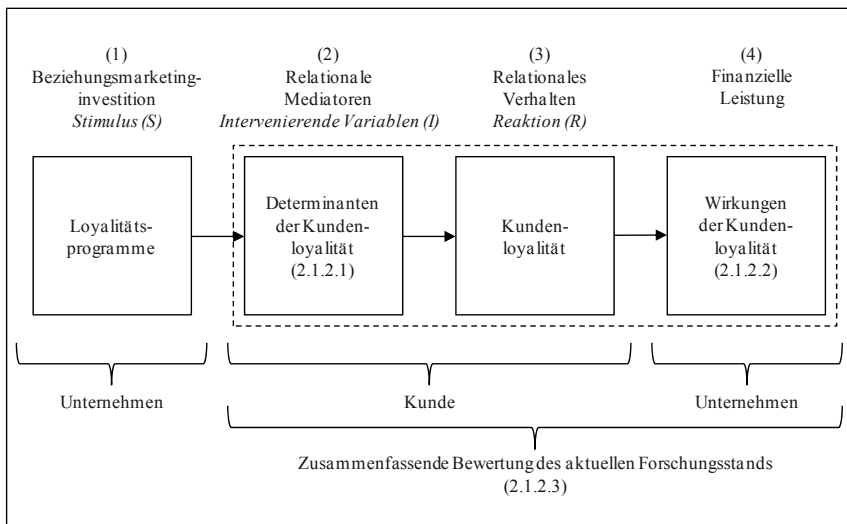 (1)
Beziehungsmarketing-
investition
Stimulus (S)
(2)
Relationale
Mediatoren
Intervenierende Variablen (I)
(3)
Relationales
Verhalten
Reaktion (R)
(4)
Finanzielle
Leistung
Loyalitäts-
programme
Determinanten
der Kunden-
loyalität
(2.1.2.1)
Kunden-
loyalität
Wirkungen
der Kunden-
loyalität
(2.1.2.2)
Unternehmen
Kunde
Unternehmen
Zusammenfassende Bewertung des aktuellen Forschungsstands
(2.1.2.3)